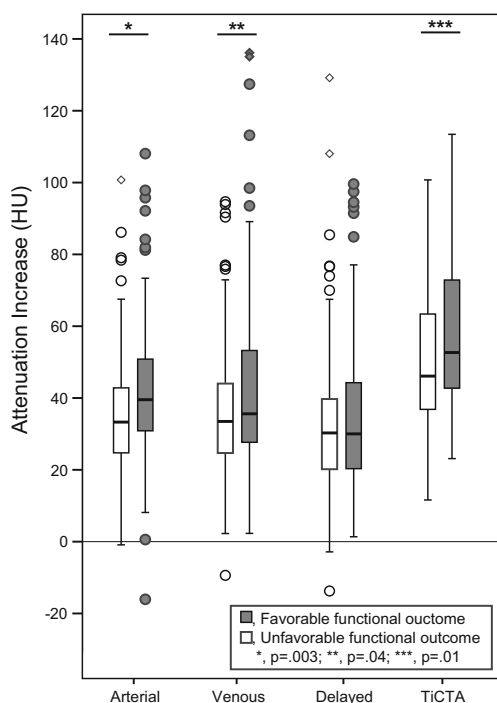 * ** ***
140
120
100
80
60
40
20
0
-20
Attenuation Increase (HU)
, Favorable functional ouctome
, Unfavorable functional outcome
*, p=.003; **, p=.04; ***, p=.01
Arterial Venous Delayed TiCTA